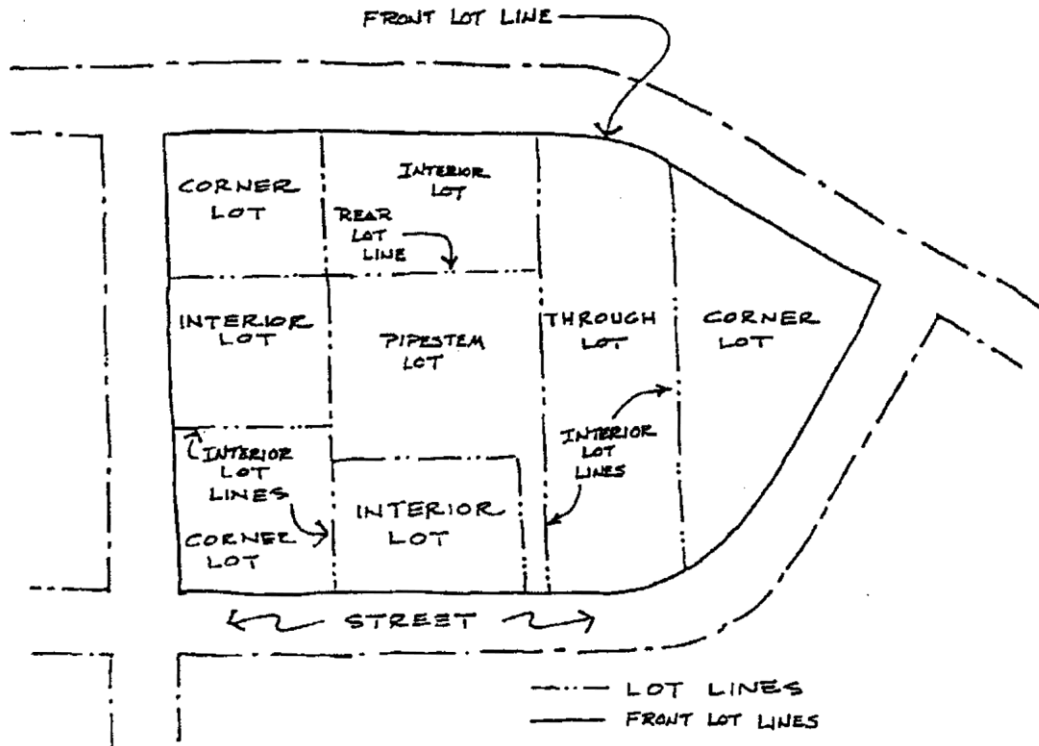 FRONT LOT LINE
CORNER
LOT
INTERIOR
LOT
REAR
LOT
LINE
INTERIOR
LOT
PIPESTEM
LOT
THROUGH
LOT
CORNER
LOT
INTERIOR
LOT
LINES
CORNER
LOT
INTERIOR
LOT
INTERIOR
LOT
LINES
STREET
LOT LINES
FRONT LOT LINES